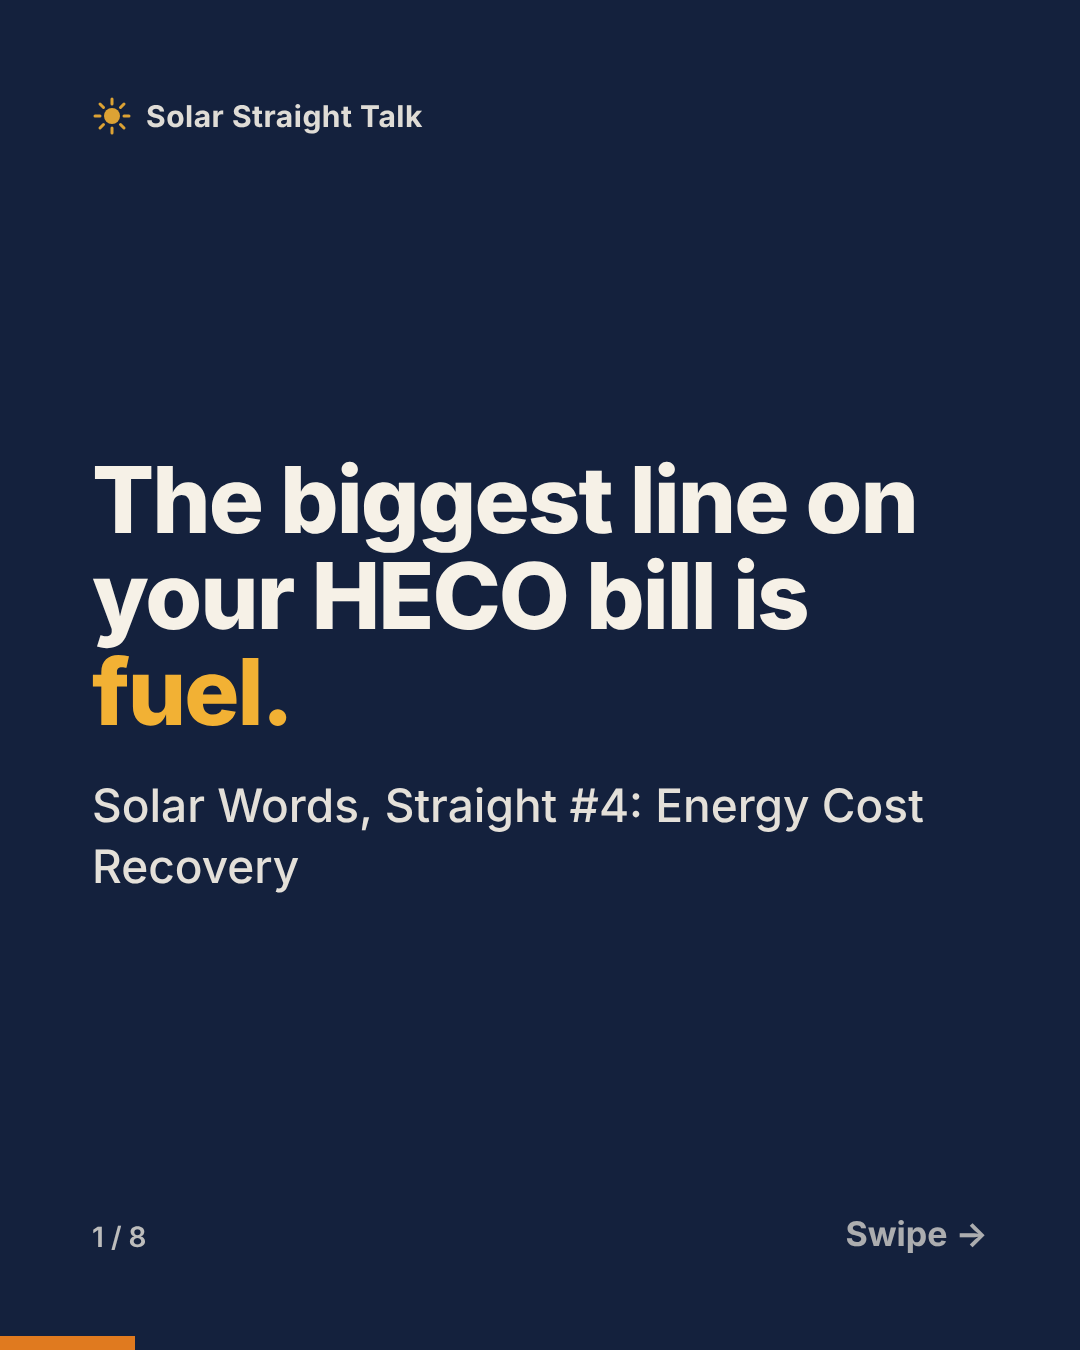 Solar Straight Talk
The biggest line on
your HECO bill is
fuel.
Solar Words, Straight #4: Energy Cost
Recovery
1 / 8
Swipe →